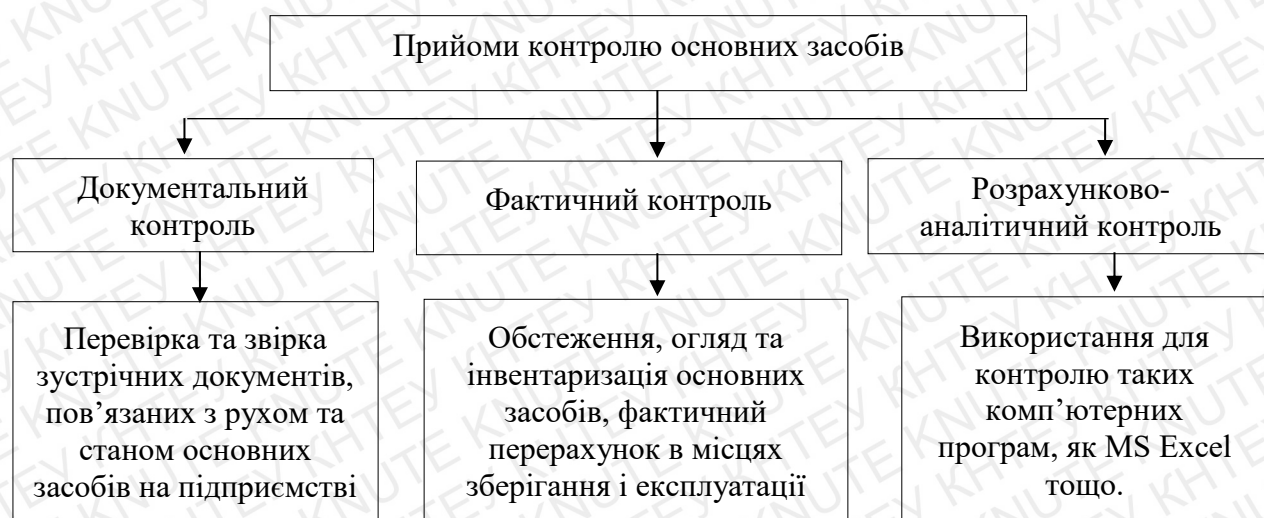 Прийоми контролю основних засобів
Документальний
контроль
Фактичний контроль
Розрахунково-
аналітичний контроль
Перевірка та звірка
зустрічних документів,
пов’язаних з рухом та
станом основних
засобів на підприємстві
Обстеження, огляд та
інвентаризація основних
засобів, фактичний
перерахунок в місцях
зберігання і експлуатації
Використання для
контролю таких
комп’ютерних
програм, як MS Excel
тощо.